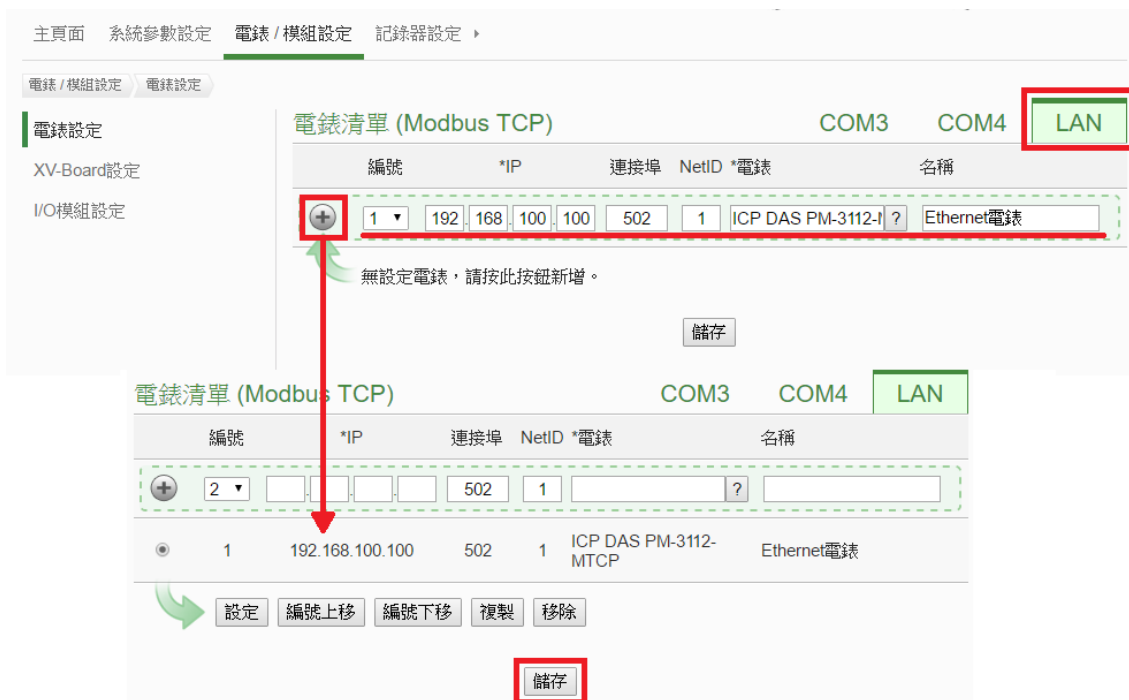 主頁面 系統參數設定 電錶 / 模組設定 記錄器設定
電錶 / 模組設定 電錶設定
電錶設定
XV-Board設定
I/O模組設定
電錶清單 (Modbus TCP) COM3 COM4 LAN
編號 *IP 連接埠 NetID *電錶 名稱
1 192 . 168 . 100 . 100 502 1 ICP DAS PM-3112- ? Ethernet電錶
無設定電錶，請按此按鈕新增。
儲存
電錶清單 (Modbus TCP) COM3 COM4 LAN
編號 *IP 連接埠 NetID *電錶 名稱
2 . . . 502 1 ?
1 192.168.100.100 502 1 ICP DAS PM-3112-
MTCP Ethernet電錶
設定 編號上移 編號下移 複製 移除
儲存